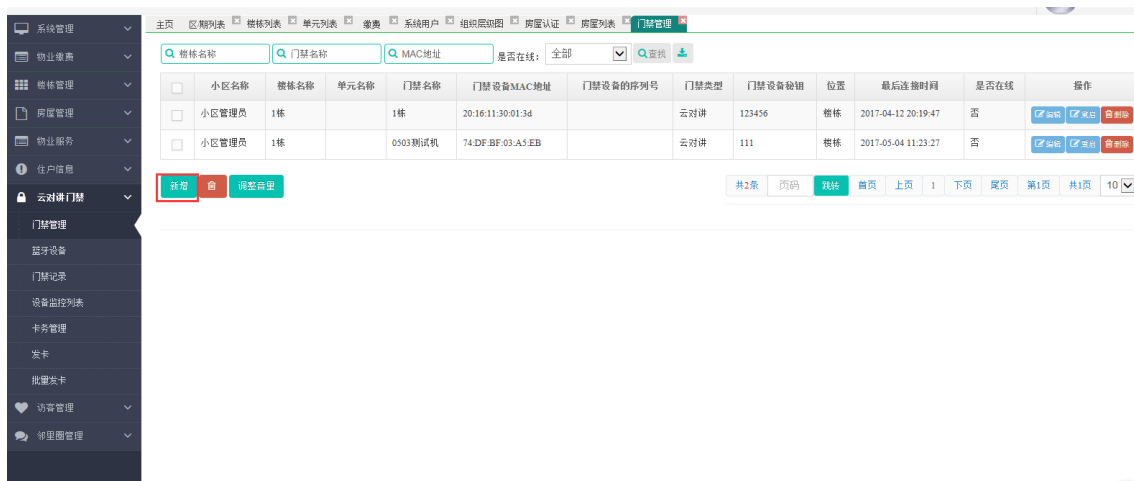 主页 区期列表 楼栋列表 单元列表 缴费 系统用户 组织层级图 房屋认证 房屋列表 门禁管理
系统管理
物业缴费
楼栋管理
房屋管理
物业服务
住户信息
云对讲门禁
门禁管理
蓝牙设备
门禁记录
设备监控列表
卡务管理
发卡
批量发卡
访客管理
邻里圈管理
楼栋名称 门禁名称 MAC地址 是否在线: 全部 查找
小区名称 楼栋名称 单元名称 门禁名称 门禁设备MAC地址 门禁设备的序列号 门禁类型 门禁设备秘钥 位置 最后连接时间 是否在线 操作
小区管理员 1栋 1栋 20:16:11:30:01:3d 云对讲 123456 楼栋 2017-04-12 20:19:47 否 编辑 重启 删除
小区管理员 1栋 0503测试机 74:DF:BF:03:A5:EB 云对讲 111 楼栋 2017-05-04 11:23:27 否 编辑 重启 删除
新增 调整音里 共2条 页码 跳转 首页 上页 1 下页 尾页 第1页 共1页 10